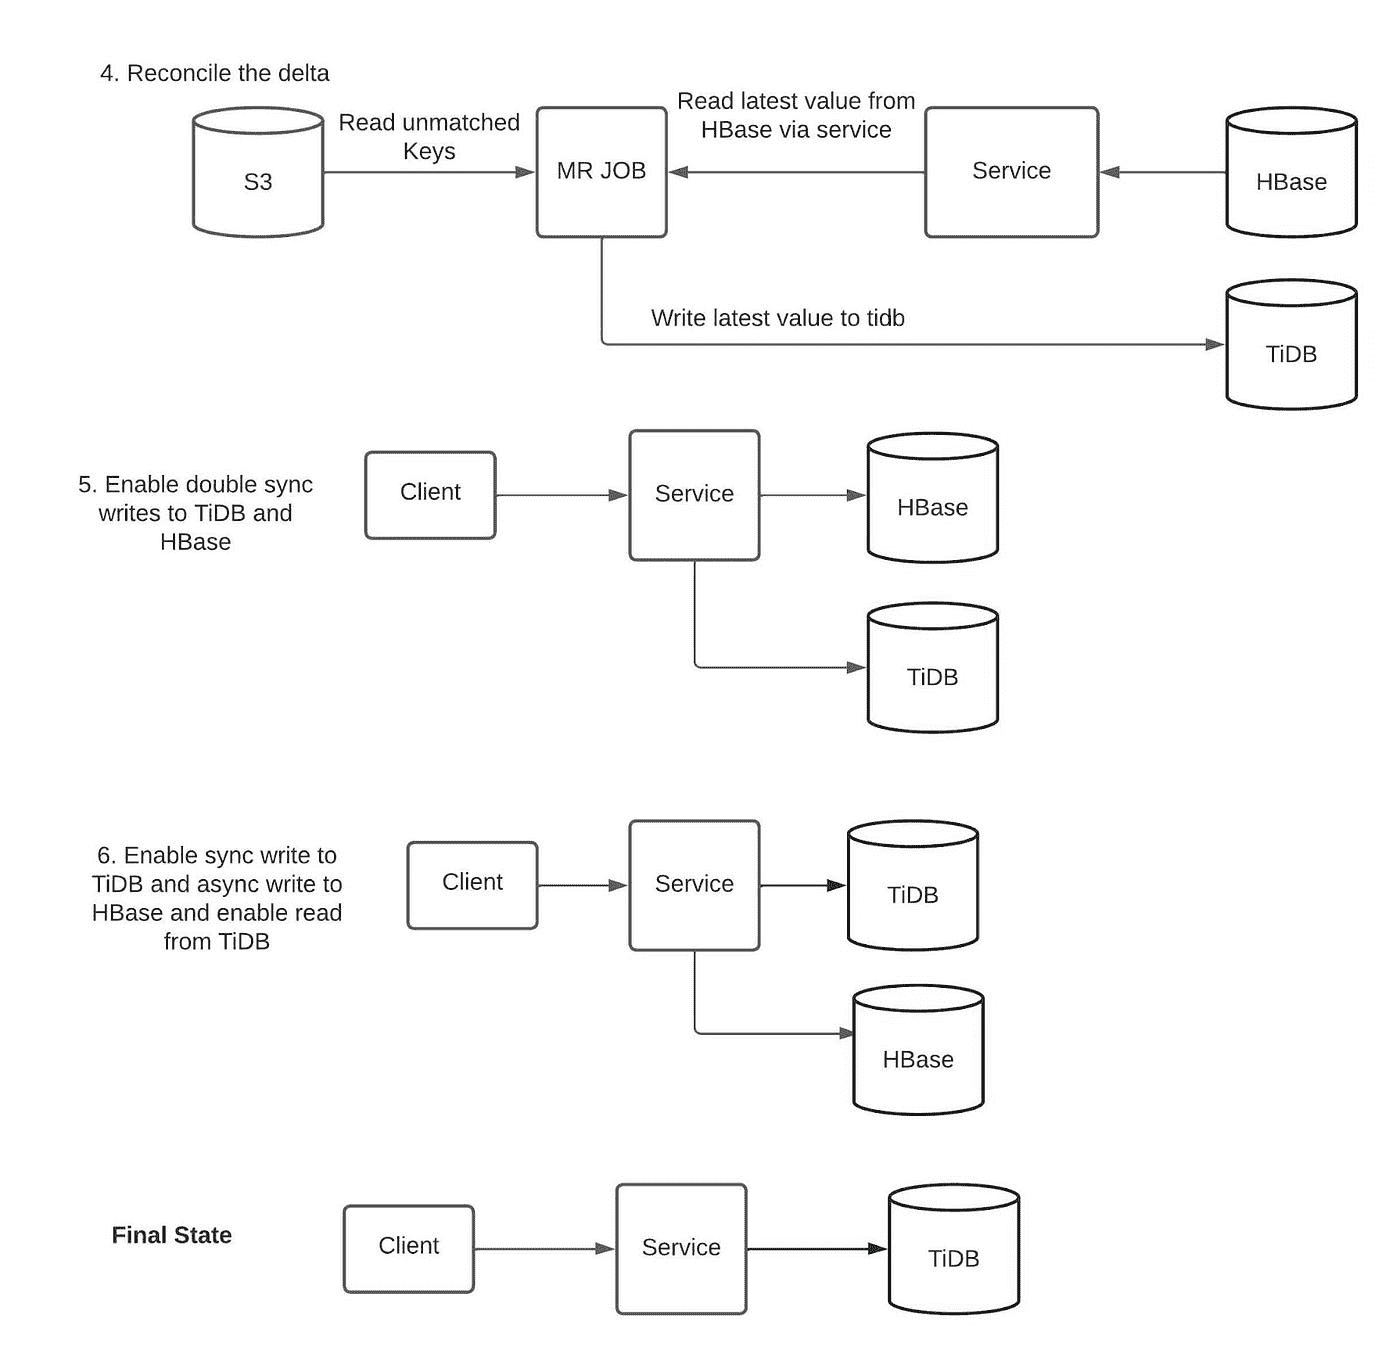 4. Reconcile the delta
Read unmatched
Keys
Read latest value from
HBase via service
S3
MR JOB
Service
HBase
Write latest value to tidb
TiDB
5. Enable double sync
writes to TiDB and
HBase
Client
Service
HBase
TiDB
6. Enable sync write to
TiDB and async write to
HBase and enable read
from TiDB
Client
Service
TiDB
HBase
Final State
Client
Service
TiDB